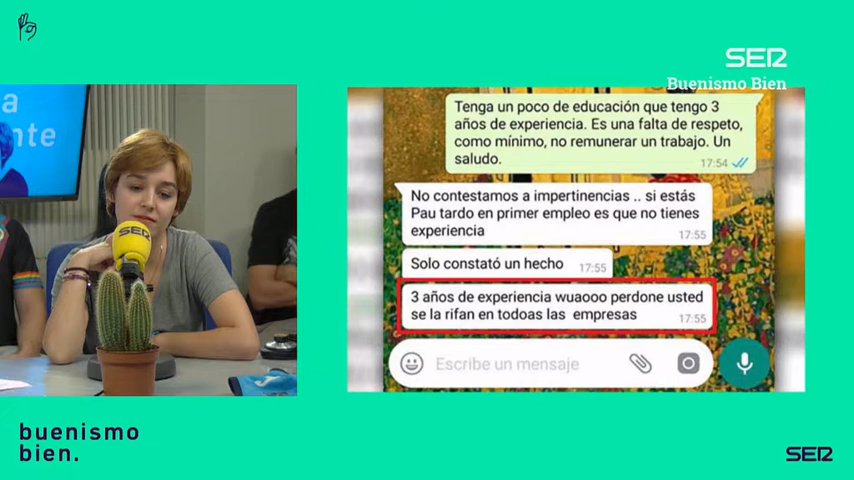 SER
Buenismo Bien
a
nte
SER
Tenga un poco de educación que tengo 3
años de experiencia. Es una falta de respeto,
como mínimo, no remunerar un trabajo. Un
saludo.
17:54
No contestamos a impertinencias .. si estás
Pau tardo en primer empleo es que no tienes
experiencia
17:55
Solo constató un hecho 17:55
3 años de experiencia wuaooo perdone usted
se la rifan en todoas las empresas
17:55
Escribe un mensaje
buenismo
bien.
SER